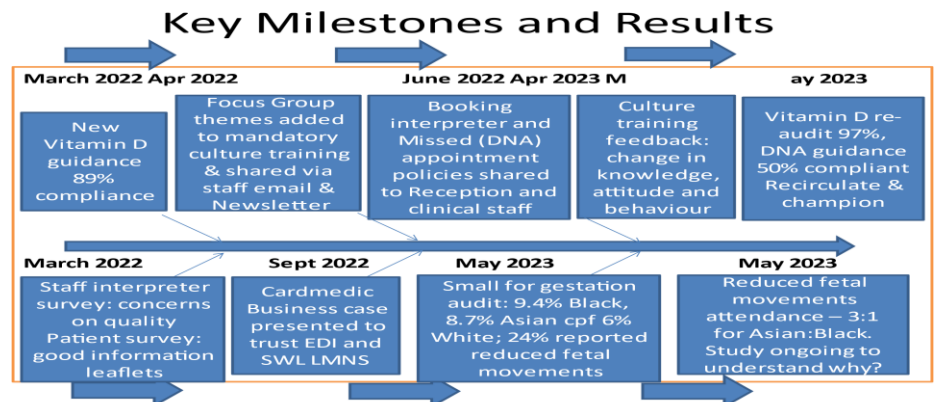 Key Milestones and Results
March 2022 Apr 2022
June 2022 Apr 2023 M
ay 2023
New
Vitamin D
guidance
89%
compliance
Focus Group
themes added
to mandatory
culture training
& shared via
staff email &
Newsletter
Booking
interpreter and
Missed (DNA)
appointment
policies shared
to Reception and
clinical staff
Culture
training
feedback:
change in
knowledge,
attitude and
behaviour
Vitamin D re-
audit 97%,
DNA guidance
50% compliant
Recirculate &
champion
March 2022
Sept 2022
May 2023
May 2023
Staff interpreter
survey: concerns
on quality
Patient survey:
good information
leaflets
Cardmedic
Business case
presented to
trust EDI and
SWL LMNS
Small for gestation
audit: 9.4% Black,
8.7% Asian cpf 6%
White; 24% reported
reduced fetal
movements
Reduced fetal
movements
attendance – 3:1
for Asian:Black.
Study ongoing to
understand why?